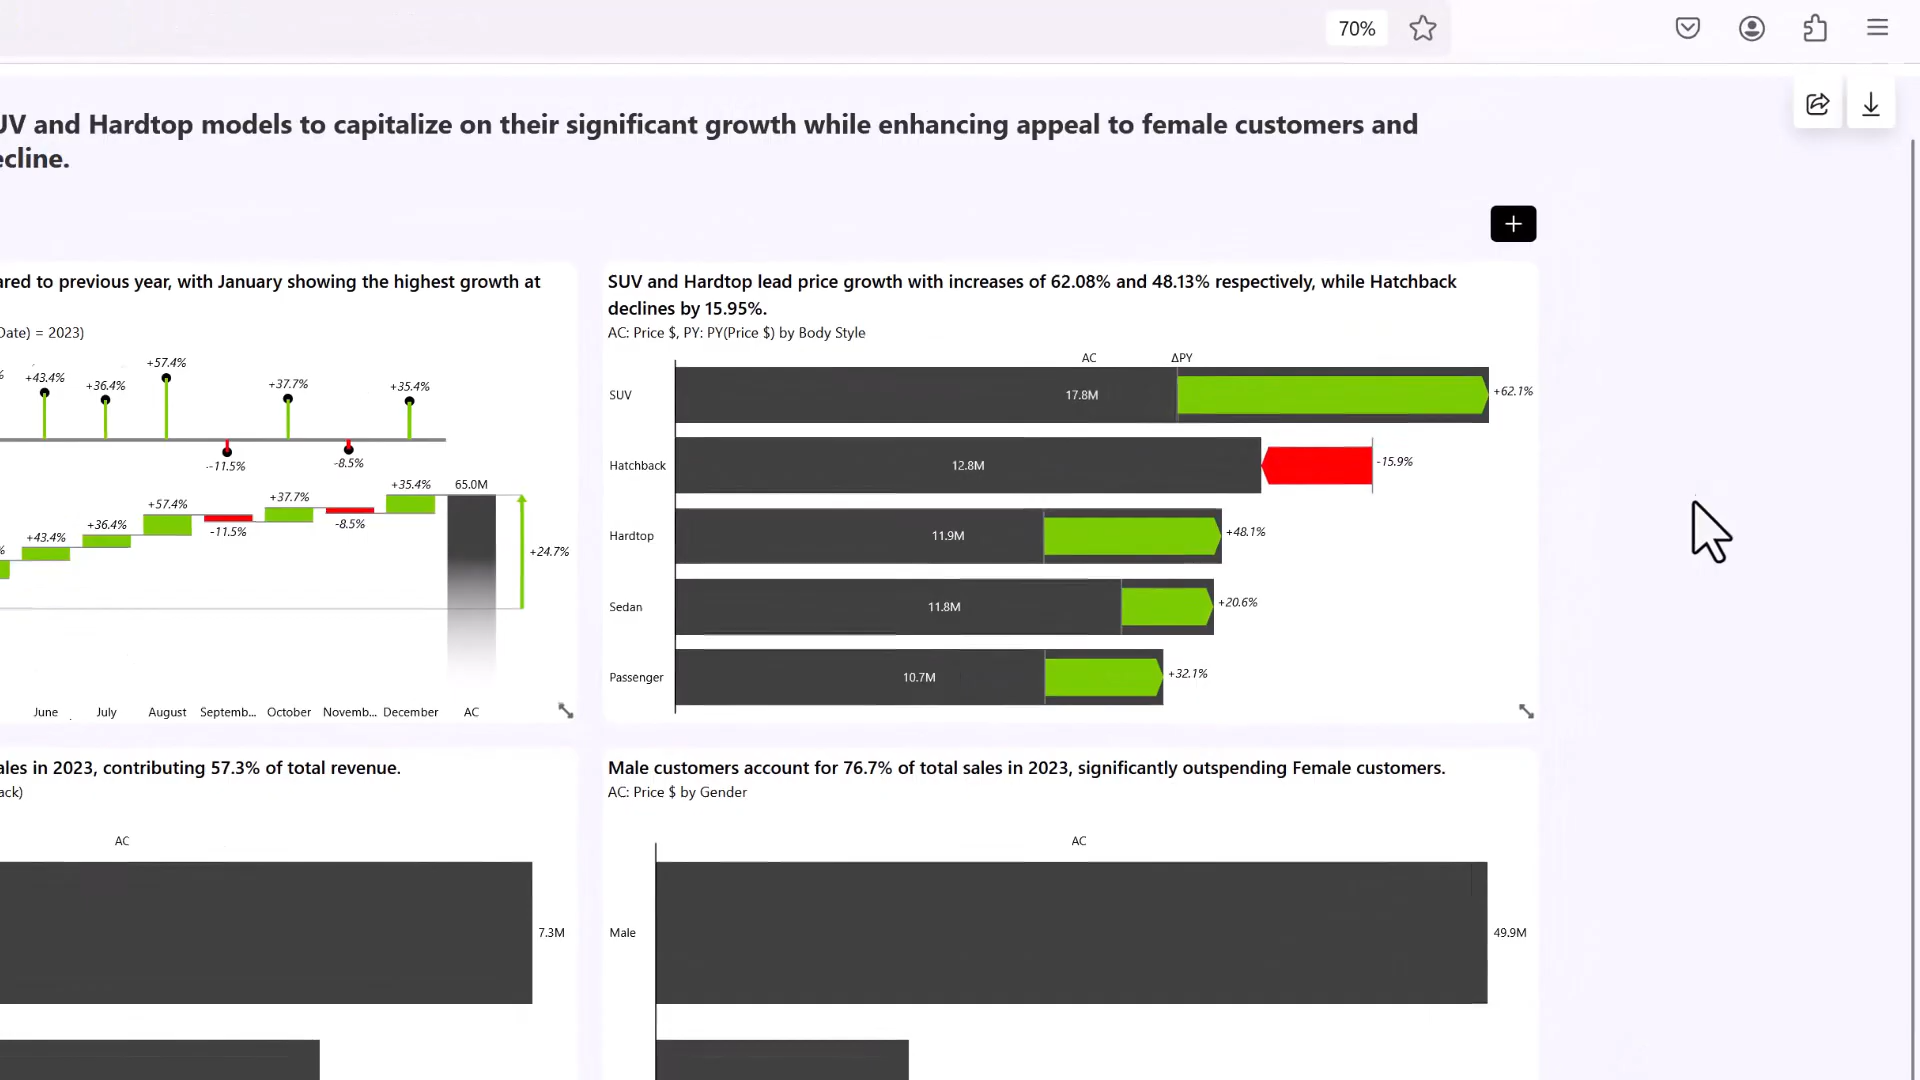 70%
UV and Hardtop models to capitalize on their significant growth while enhancing appeal to female customers and
ecline.
ared to previous year, with January showing the highest growth at
Date) = 2023)
%
+43.4%
+36.4%
+57.4%
-11.5%
+37.7%
-8.5%
+35.4%
%
+43.4%
+36.4%
+57.4%
-11.5%
+37.7%
-8.5%
+35.4%
65.0M
+24.7%
June
July
August
Septemb...
October
Novemb...
December
AC
SUV and Hardtop lead price growth with increases of 62.08% and 48.13% respectively, while Hatchback
declines by 15.95%.
AC: Price $, PY: PY(Price $) by Body Style
AC
ΔPY
SUV
17.8M
+62.1%
Hatchback
12.8M
-15.9%
Hardtop
11.9M
+48.1%
Sedan
11.8M
+20.6%
Passenger
10.7M
+32.1%
ales in 2023, contributing 57.3% of total revenue.
ack)
AC
7.3M
Male customers account for 76.7% of total sales in 2023, significantly outspending Female customers.
AC: Price $ by Gender
AC
Male
49.9M